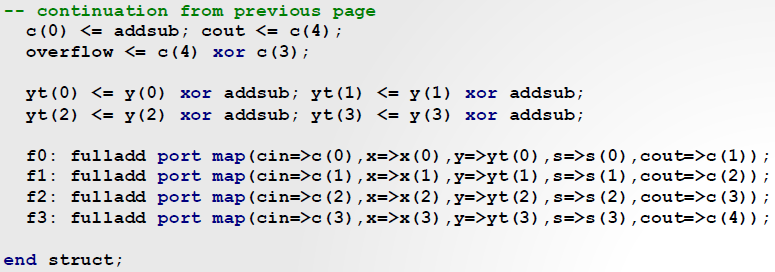 -- continuation from previous page
c(0) <= addsub; cout <= c(4);
overflow <= c(4) xor c(3);
yt(0) <= y(0) xor addsub; yt(1) <= y(1) xor addsub;
yt(2) <= y(2) xor addsub; yt(3) <= y(3) xor addsub;
f0: fulladd port map(cin=>c(0),x=>x(0),y=>yt(0),s=>s(0),cout=>c(1));
f1: fulladd port map(cin=>c(1),x=>x(1),y=>yt(1),s=>s(1),cout=>c(2));
f2: fulladd port map(cin=>c(2),x=>x(2),y=>yt(2),s=>s(2),cout=>c(3));
f3: fulladd port map(cin=>c(3),x=>x(3),y=>yt(3),s=>s(3),cout=>c(4));
end struct;